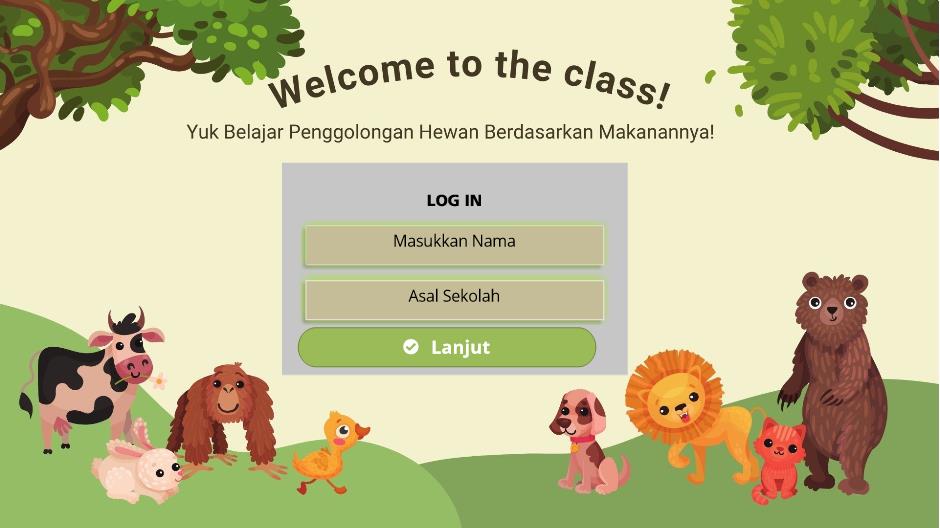 Welcome to the class!
Yuk Belajar Penggolongan Hewan Berdasarkan Makanannya!
LOG IN
Masukkan Nama
Asal Sekolah
Lanjut